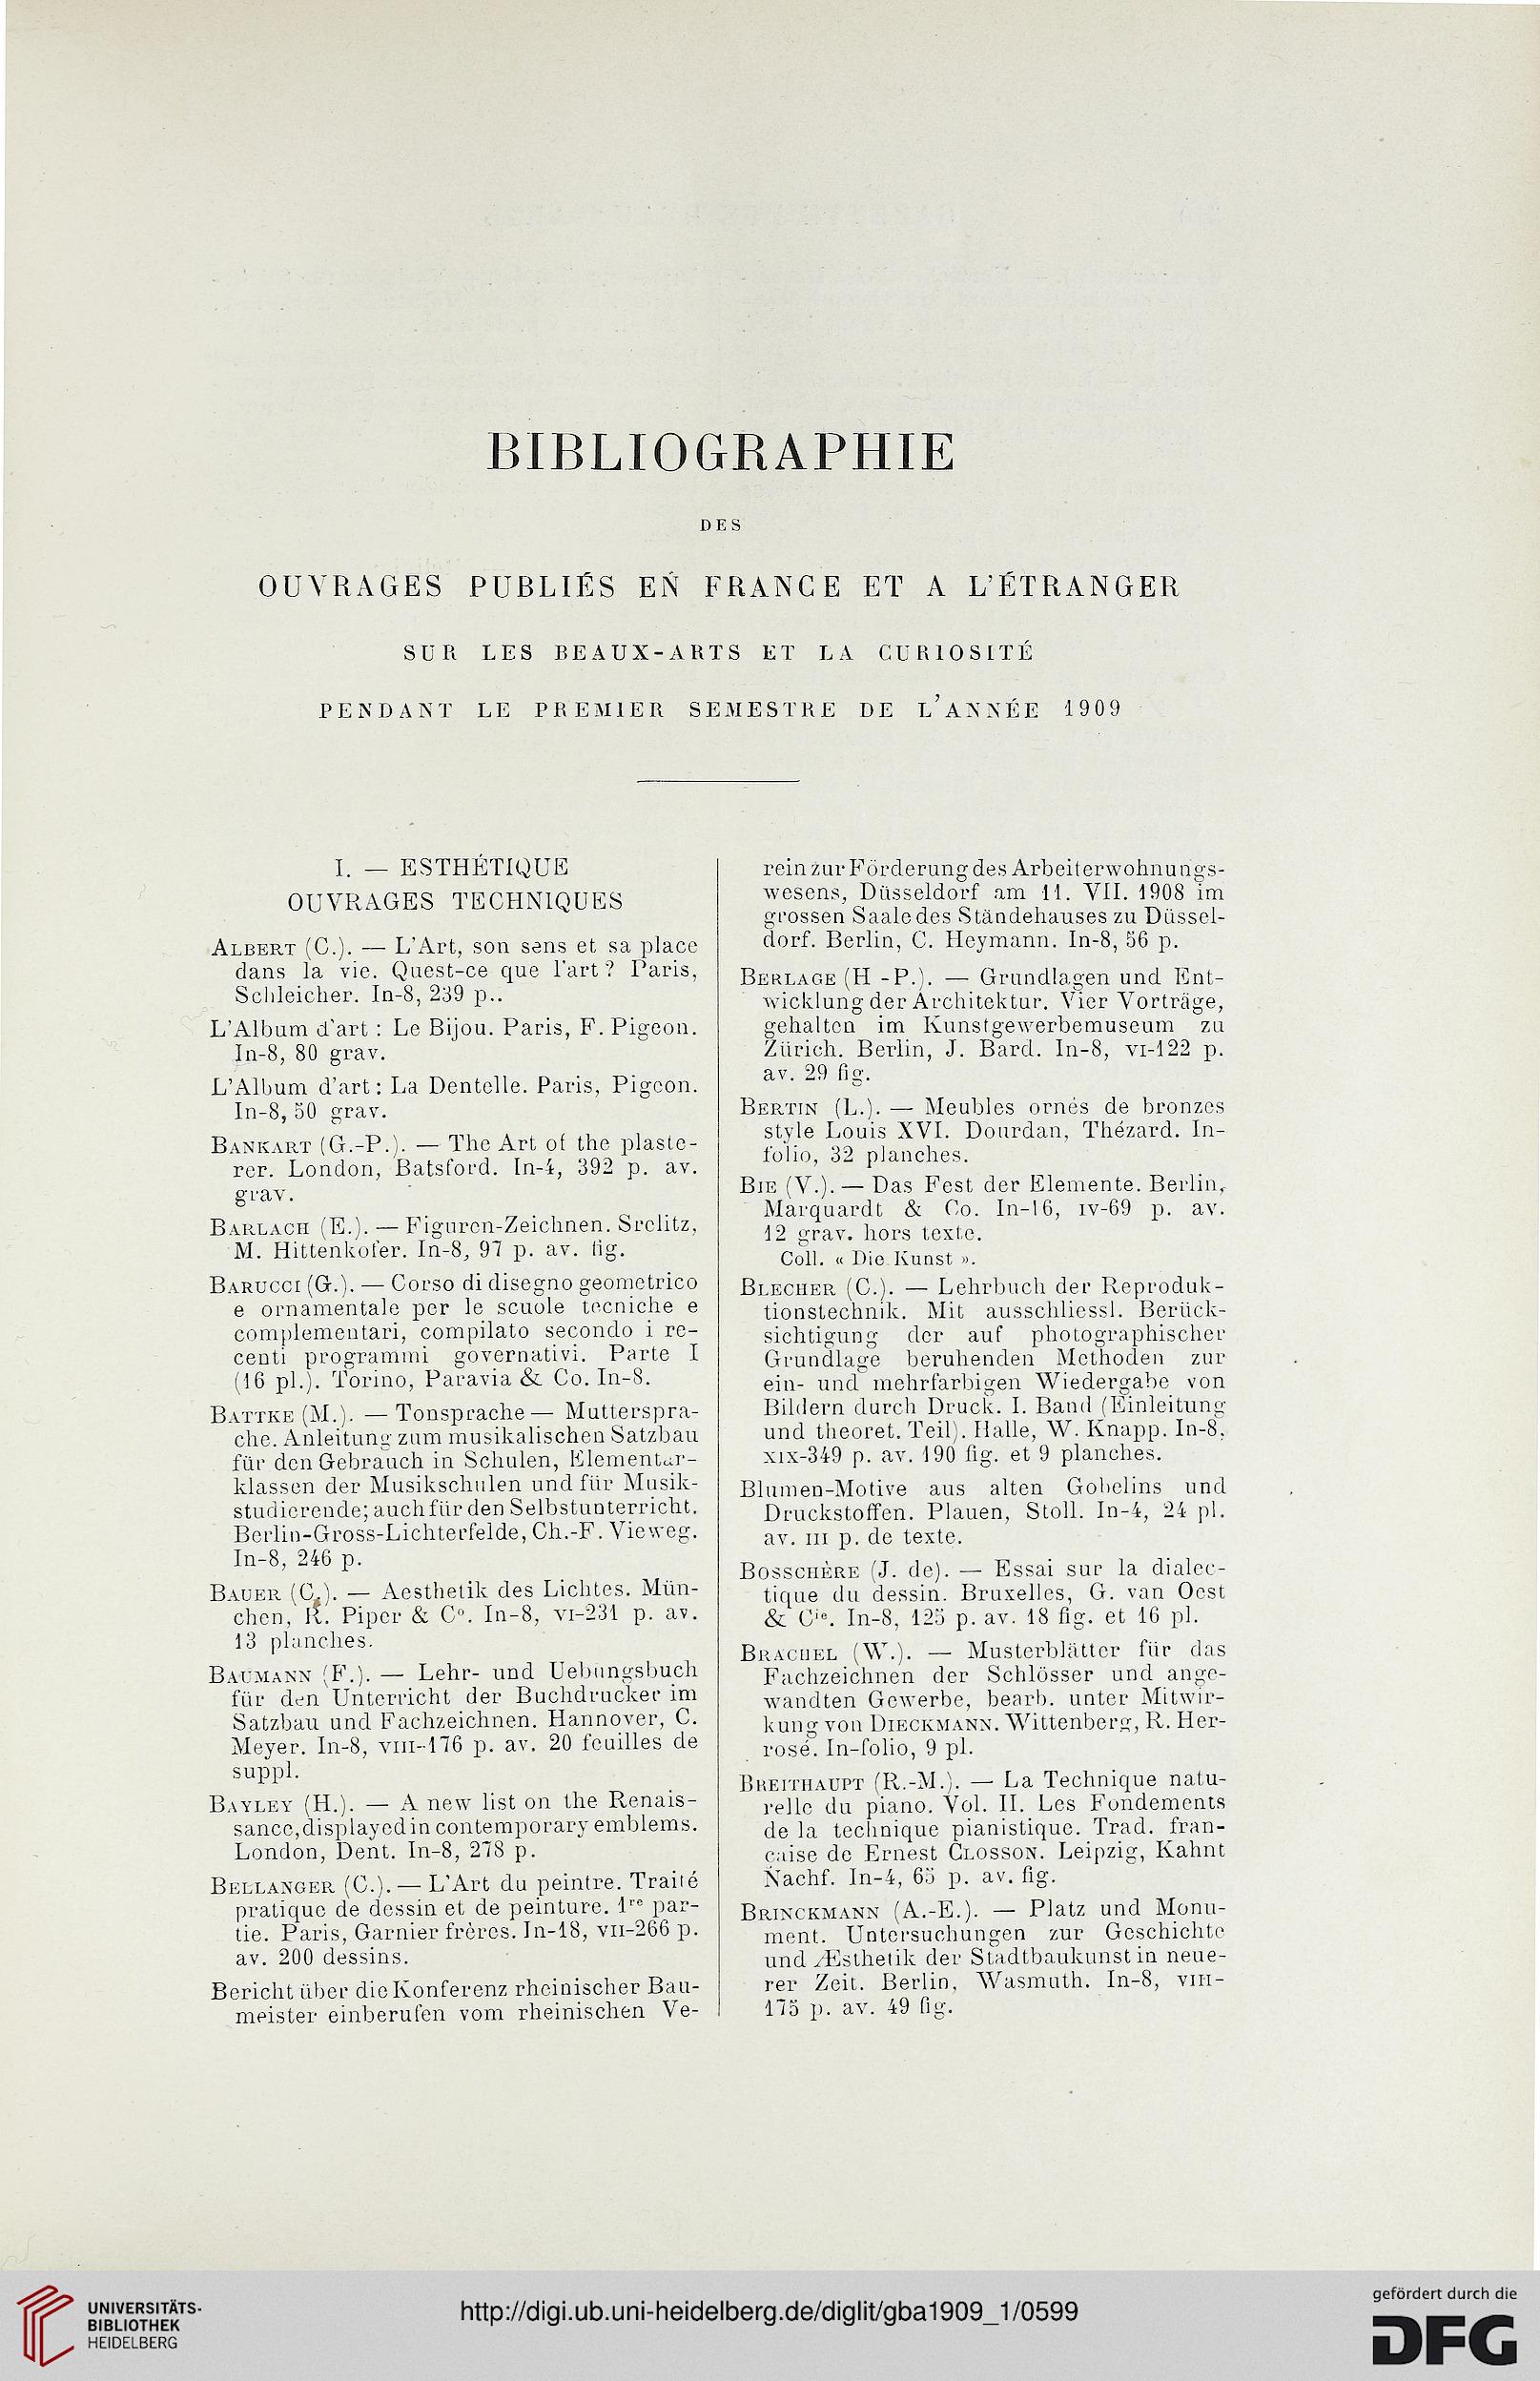 BIBLIOGRAPHIE
DES
OUVRAGES PUBLIÉS EN FRANCE ET A L'ÉTRANGER
SUR LES BEAUX-ARTS ET LA CURIOSITÉ
PENDANT LE PREMIER SEMESTRE DE L'ANNÉE 1909
I. — ESTHÉTIQUE
OUVRAGES TECHNIQUES
ALBERT (C.). — L'Art, son sens et sa place
dans la vie. Quest-ce que l'art ? Paris,
Schleicher. In-8, 239 p..
L'Album d'art : Le Bijou. Paris, F. Pigeon.
In-8, 80 grav.
L'Album d'art : La Dentelle. Paris, Pigeon.
In-8, 50 grav.
BANKART (G.-P.). — The Art of the plaste-
rer. London, Batsford. In-4, 392 p. av.
grav.
BARLACH (E.). — Figuren-Zeichnen. Srelitz,
M. Hittenkofer. In-8, 97 p. av. fig.
BARUCCI (G.). — Corso di disegno geometrico
e ornamentale per le scuole tecniche e
complementari, compilato secondo i re-
centi programmi governativi. Parte I
(16 pl.). Torino, Paravia & Co. In-8.
BATTKE (M.). — Tonsprache — Mutterspra-
che. Anleitung zum musikalischen Satzbau
für den Gebrauch in Schulen, Elementar-
klassen der Musikschulen und für Musik-
studierende; auch für den Selbstunterricht.
Berlin-Gross-Lichterfelde, Ch.-F. Vieweg.
In-8, 246 p.
BAUER (C.). — Aesthetik des Lichtes. Mün-
chen, R. Piper & Co. In-8, VI-231 p. av.
13 planches.
BAUMANN (F.). — Lehr- und Uebungsbuch
für den Unterricht der Buchdrucker im
Satzbau und Fachzeichnen. Hannover, C.
Meyer. In-8, VIII-176 p. av. 20 feuilles de
suppl.
BAYLEY (H.). — A new list on the Renais-
sance, displayed in contemporary emblems.
London, Dent. In-8, 278 p.
BELLANGER (C.). — L'Art du peintre. Traité
pratique de dessin et de peinture. 1re par-
tie. Paris, Garnier frères. In-18, VII-266 p.
av. 200 dessins.
Bericht über die Konferenz rheinischer Bau-
meister einberufen vom rheinischen Ve-
rein zur Förderung des Arbeiterwohnungs-
wesens, Düsseldorf am 11. VII. 1908 im
grossen Saale des Ständehauses zu Düssel-
dorf. Berlin, C. Heymann. In-8, 56 p.
BERLAGE (H -P.). — Grundlagen und Ent-
wicklung der Architektur. Vier Vorträge,
gehalten im Kunstgewerbemuseum zu
Zürich. Berlin, J. Bard. In-8, VI-122 p.
av. 29 fig.
BERTIN (L.). — Meubles ornés de bronzes
style Louis XVI. Dourdan, Thézard. In-
folio, 32 planches.
BIE (V.). — Das Fest der Elemente. Berlin,
Marquardt & Co. In-16, IV-69 p. av.
12 grav. hors texte.
Coll. « Die Kunst ».
BLECHER (C.). — Lehrbuch der Reproduk-
tionstechnik. Mit ausschliessl. Berück-
sichtigung der auf photographischer
Grundlage beruhenden Methoden zur
ein- und mehrfarbigen Wiedergabe von
Bildern durch Druck. I. Band (Einleitung
und theoret. Teil). Halle, W. Knapp. In-8,
XIX-349 p. av. 190 fig. et 9 planches.
Blumen-Motive aus alten Gobelins und
Druckstoffen. Plauen, Stoll. In-4, 24 pl.
av. III p. de texte.
BOSSCHÈRE (J. de). — Essai sur la dialec-
tique du dessin. Bruxelles, G. van Oest
& Cie. In-8, 125 p. av. 18 fig. et 16 pl.
BRACHEL (W.). — Musterblätter für das
Fachzeichnen der Schlösser und ange-
wandten Gewerbe, bearb. unter Mitwir-
kung von DIECKMANN. Wittenberg, R. Her-
rosé. In-folio, 9 pl.
BREITHAUPT (R.-M.). — La Technique natu-
relle du piano. Vol. II. Les Fondements
de la technique pianistique. Trad. fran-
çaise de Ernest CLOSSON. Leipzig, Kahnt
Nachf. In-4, 65 p. av. fig.
BRINCKMANN (A.-E.). — Platz und Monu-
ment. Untersuchungen zur Geschichte
und Æsthetik der Stadtbaukunst in neue-
rer Zeit. Berlin, Wasmuth. In-8, VIII-
175 p. av. 49 fig.
UNIVERSITÄTS-
BIBLIOTHEK
HEIDELBERG
http://digi.ub.uni-heidelberg.de/diglit/gba1909_1/0599
gefördert durch die
DFG